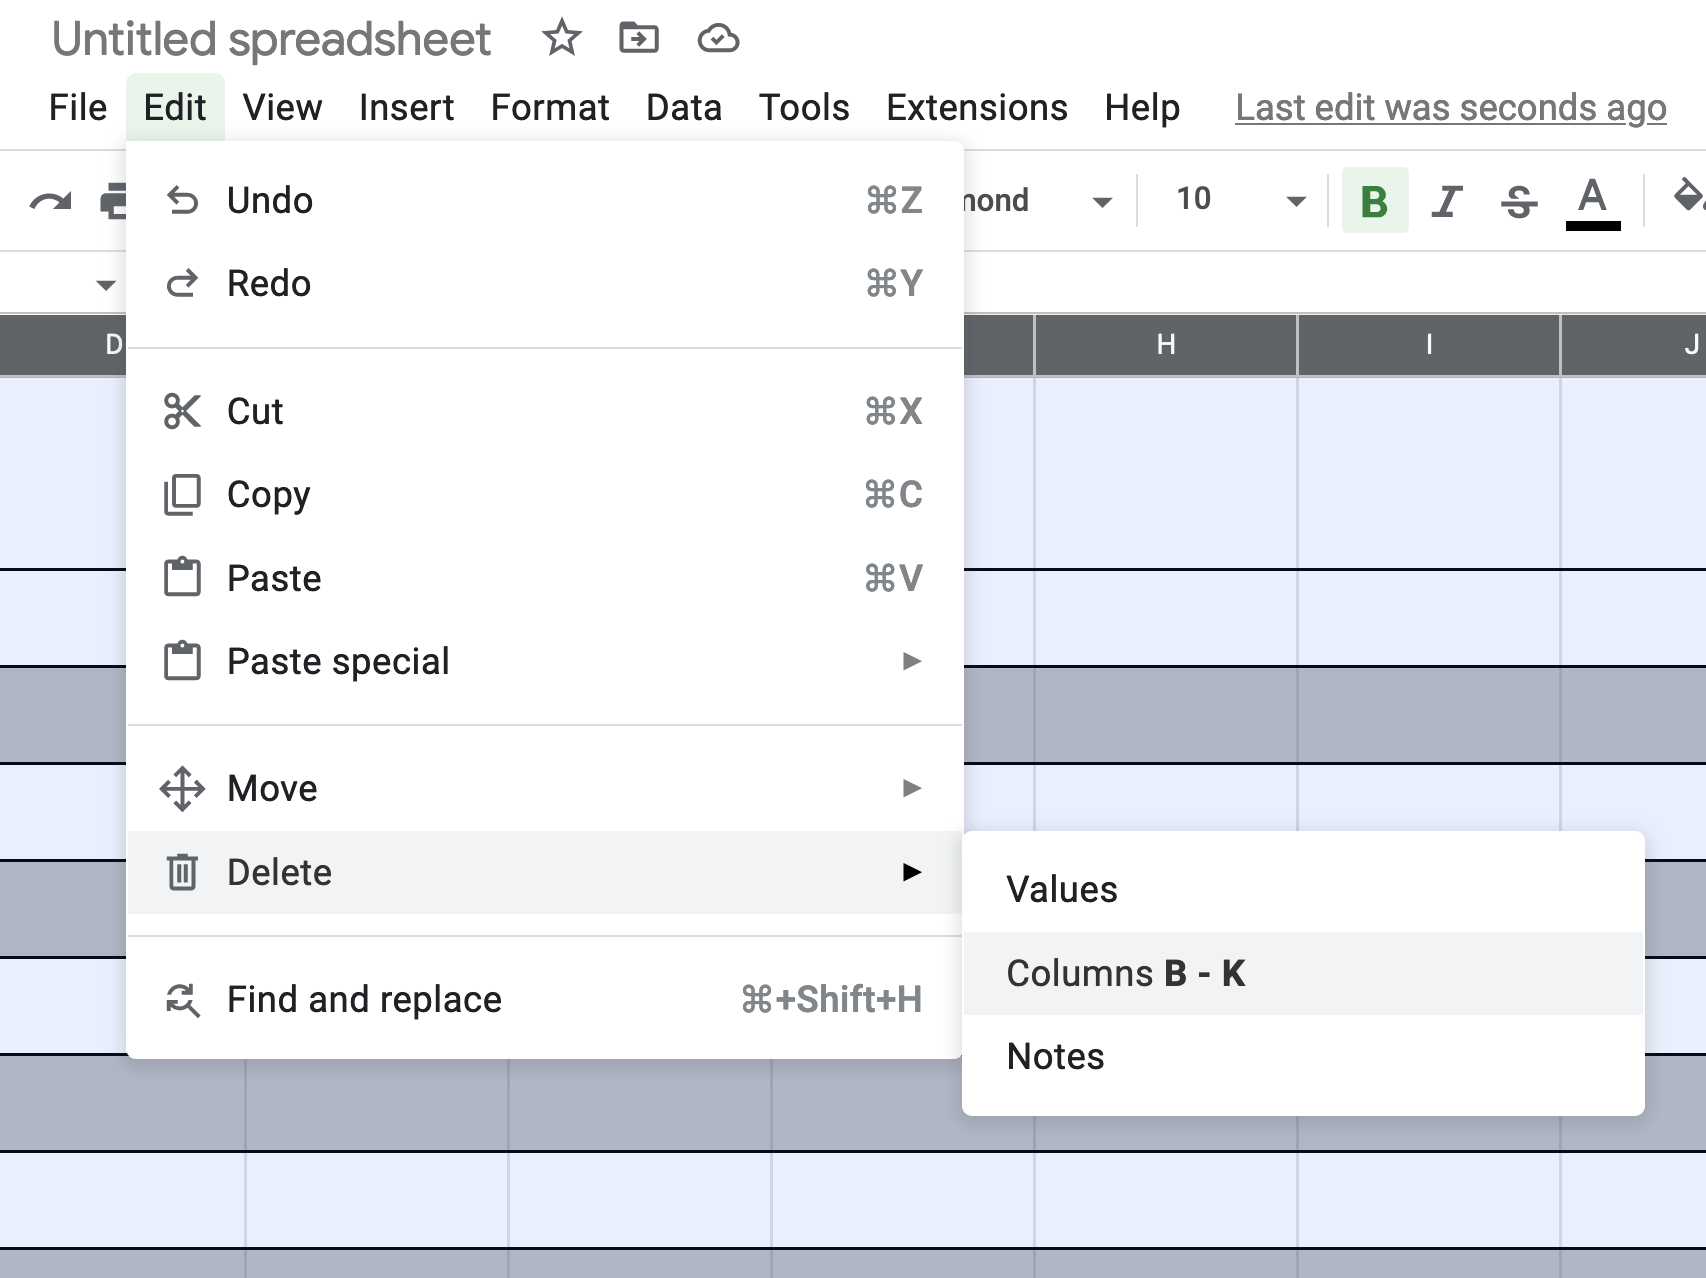 Untitled spreadsheet
File Edit View Insert Format Data Tools Extensions Help Last edit was seconds ago
Undo ⌘Z
mond 10 B I S A
Redo ⌘Y
D H I J
Cut ⌘X
Copy ⌘C
Paste ⌘V
Paste special
Move
Delete
Values
Columns B - K
Find and replace ⌘+Shift+H
Notes